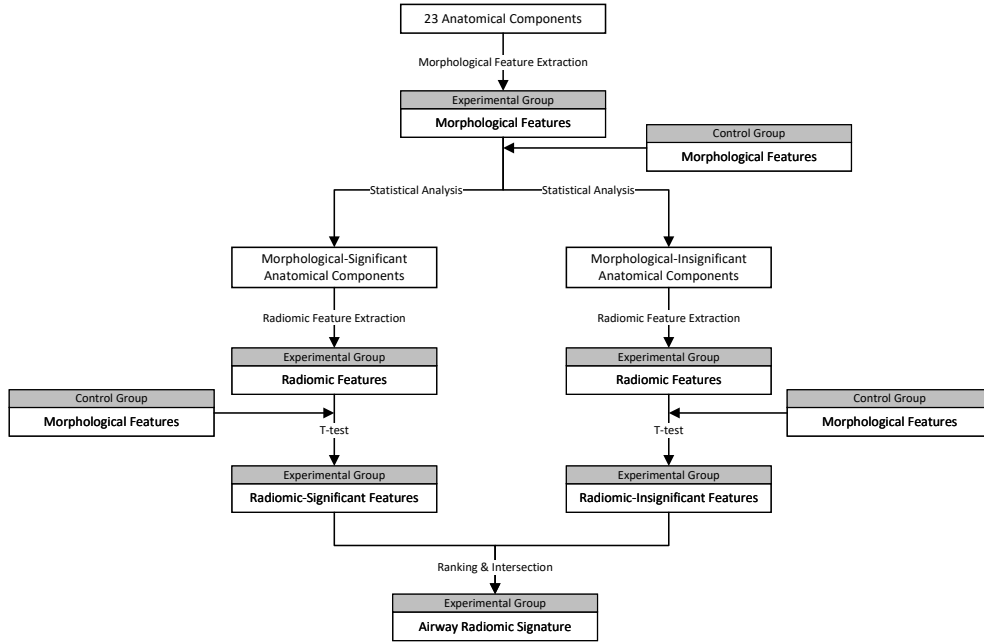 23 Anatomical Components
Morphological Feature Extraction
Experimental Group
Morphological Features
Control Group
Morphological Features
Statistical Analysis
Statistical Analysis
Morphological-Significant
Anatomical Components
Morphological-Insignificant
Anatomical Components
Radiomic Feature Extraction
Radiomic Feature Extraction
Experimental Group
Radiomic Features
Experimental Group
Radiomic Features
Control Group
Morphological Features
Control Group
Morphological Features
T-test
T-test
Experimental Group
Radiomic-Significant Features
Experimental Group
Radiomic-Insignificant Features
Ranking & Intersection
Experimental Group
Airway Radiomic Signature